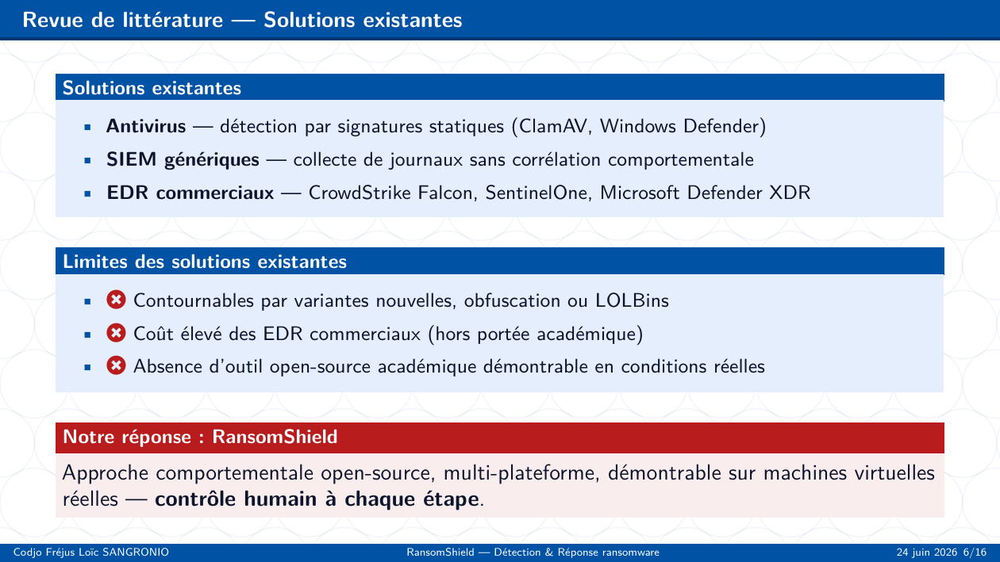 Revue de littérature — Solutions existantes
Solutions existantes
Antivirus — détection par signatures statiques (ClamAV, Windows Defender)
SIEM génériques — collecte de journaux sans corrélation comportementale
EDR commerciaux — CrowdStrike Falcon, SentinelOne, Microsoft Defender XDR
Limites des solutions existantes
Contournables par variantes nouvelles, obfuscation ou LOLBins
Coût élevé des EDR commerciaux (hors portée académique)
Absence d'outil open-source académique démontrable en conditions réelles
Notre réponse : RansomShield
Approche comportementale open-source, multi-plateforme, démontrable sur machines virtuelles
réelles — contrôle humain à chaque étape.
Codjo Fréjus Loïc SANGRONIO RansomShield — Détection & Réponse ransomware 24 juin 2026 6/16